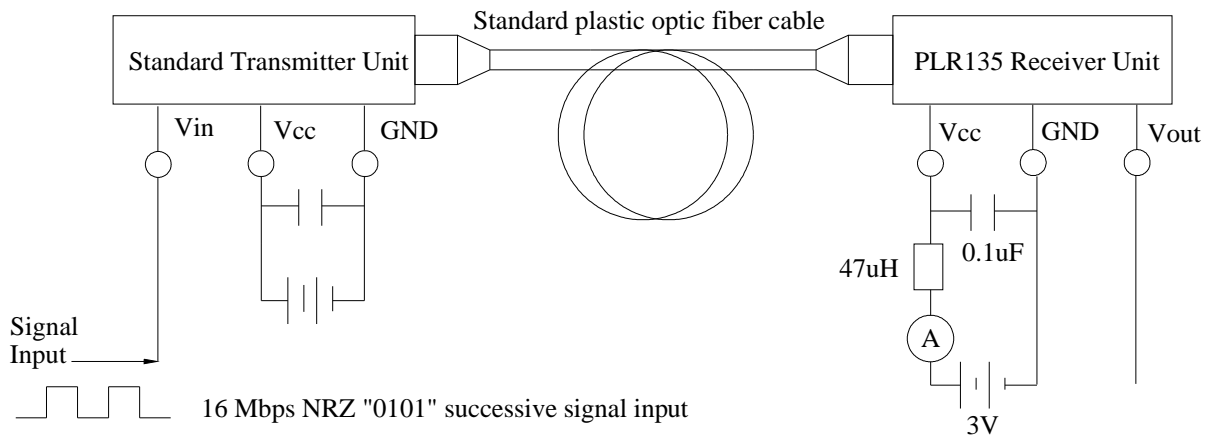 Standard plastic optic fiber cable
Standard Transmitter Unit
PLR135 Receiver Unit
Vin
Vcc
GND
Vcc
GND
Vout
0.1uF
47uH
A
Signal
Input
3V
16 Mbps NRZ "0101" successive signal input